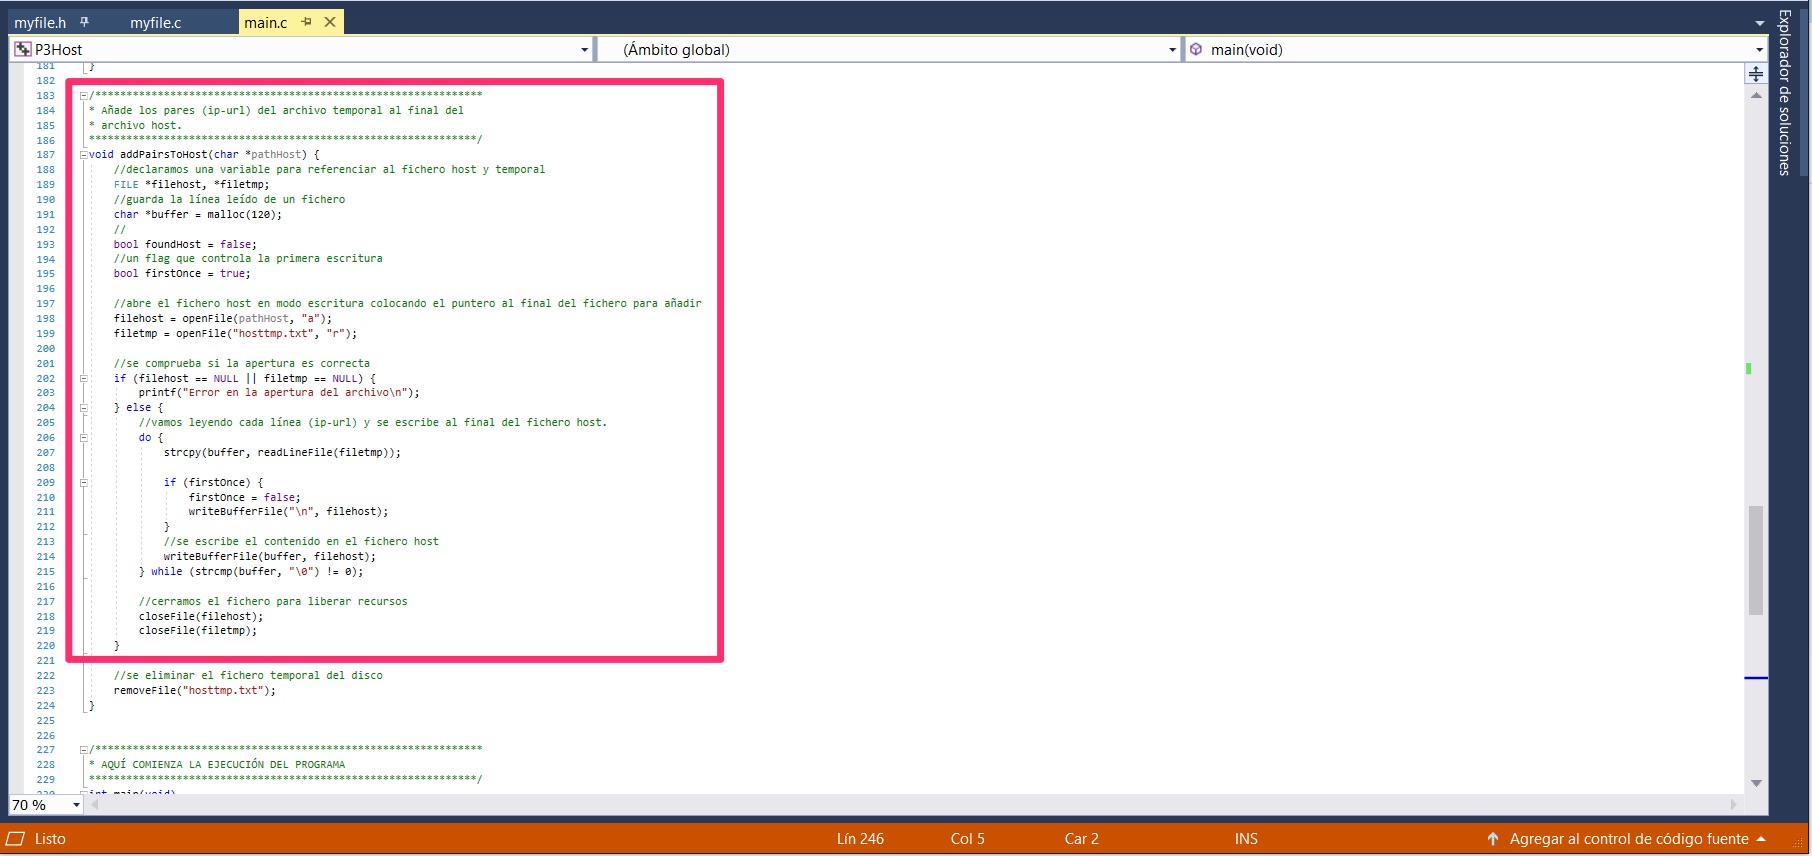 myfile.h
myfile.c
main.c
P3Host
(Ámbito global)
main(void)
Explorador de soluciones
181 }
182
183 /**************************************************************
184 * Añade los pares (ip-url) del archivo temporal al final del
185 * archivo host.
186 **************************************************************/
187 void addPairsToHost(char *pathHost) {
188 //declaramos una variable para referenciar al fichero host y temporal
189 FILE *filehost, *filetmp;
190 //guarda la línea leído de un fichero
191 char *buffer = malloc(120);
192 //
193 bool foundHost = false;
194 //un flag que controla la primera escritura
195 bool firstOnce = true;
196
197 //abre el fichero host en modo escritura colocando el puntero al final del fichero para añadir
198 filehost = openFile(pathHost, "a");
199 filetmp = openFile("hosttmp.txt", "r");
200
201 //se comprueba si la apertura es correcta
202 if (filehost == NULL || filetmp == NULL) {
203 printf("Error en la apertura del archivo\n");
204 } else {
205 //vamos leyendo cada línea (ip-url) y se escribe al final del fichero host.
206 do {
207 strcpy(buffer, readLineFile(filetmp));
208
209 if (firstOnce) {
210 firstOnce = false;
211 writeBufferFile("\n", filehost);
212 }
213 //se escribe el contenido en el fichero host
214 writeBufferFile(buffer, filehost);
215 } while (strcmp(buffer, "\0") != 0);
216
217 //cerramos el fichero para liberar recursos
218 closeFile(filehost);
219 closeFile(filetmp);
220 }
221
222 //se eliminar el fichero temporal del disco
223 removeFile("hosttmp.txt");
224 }
225
226
227 /**************************************************************
228 * AQUÍ COMIENZA LA EJECUCIÓN DEL PROGRAMA
229 **************************************************************/
230 int main(void)
70 %
Listo
Lín 246
Col 5
Car 2
INS
Agregar al control de código fuente